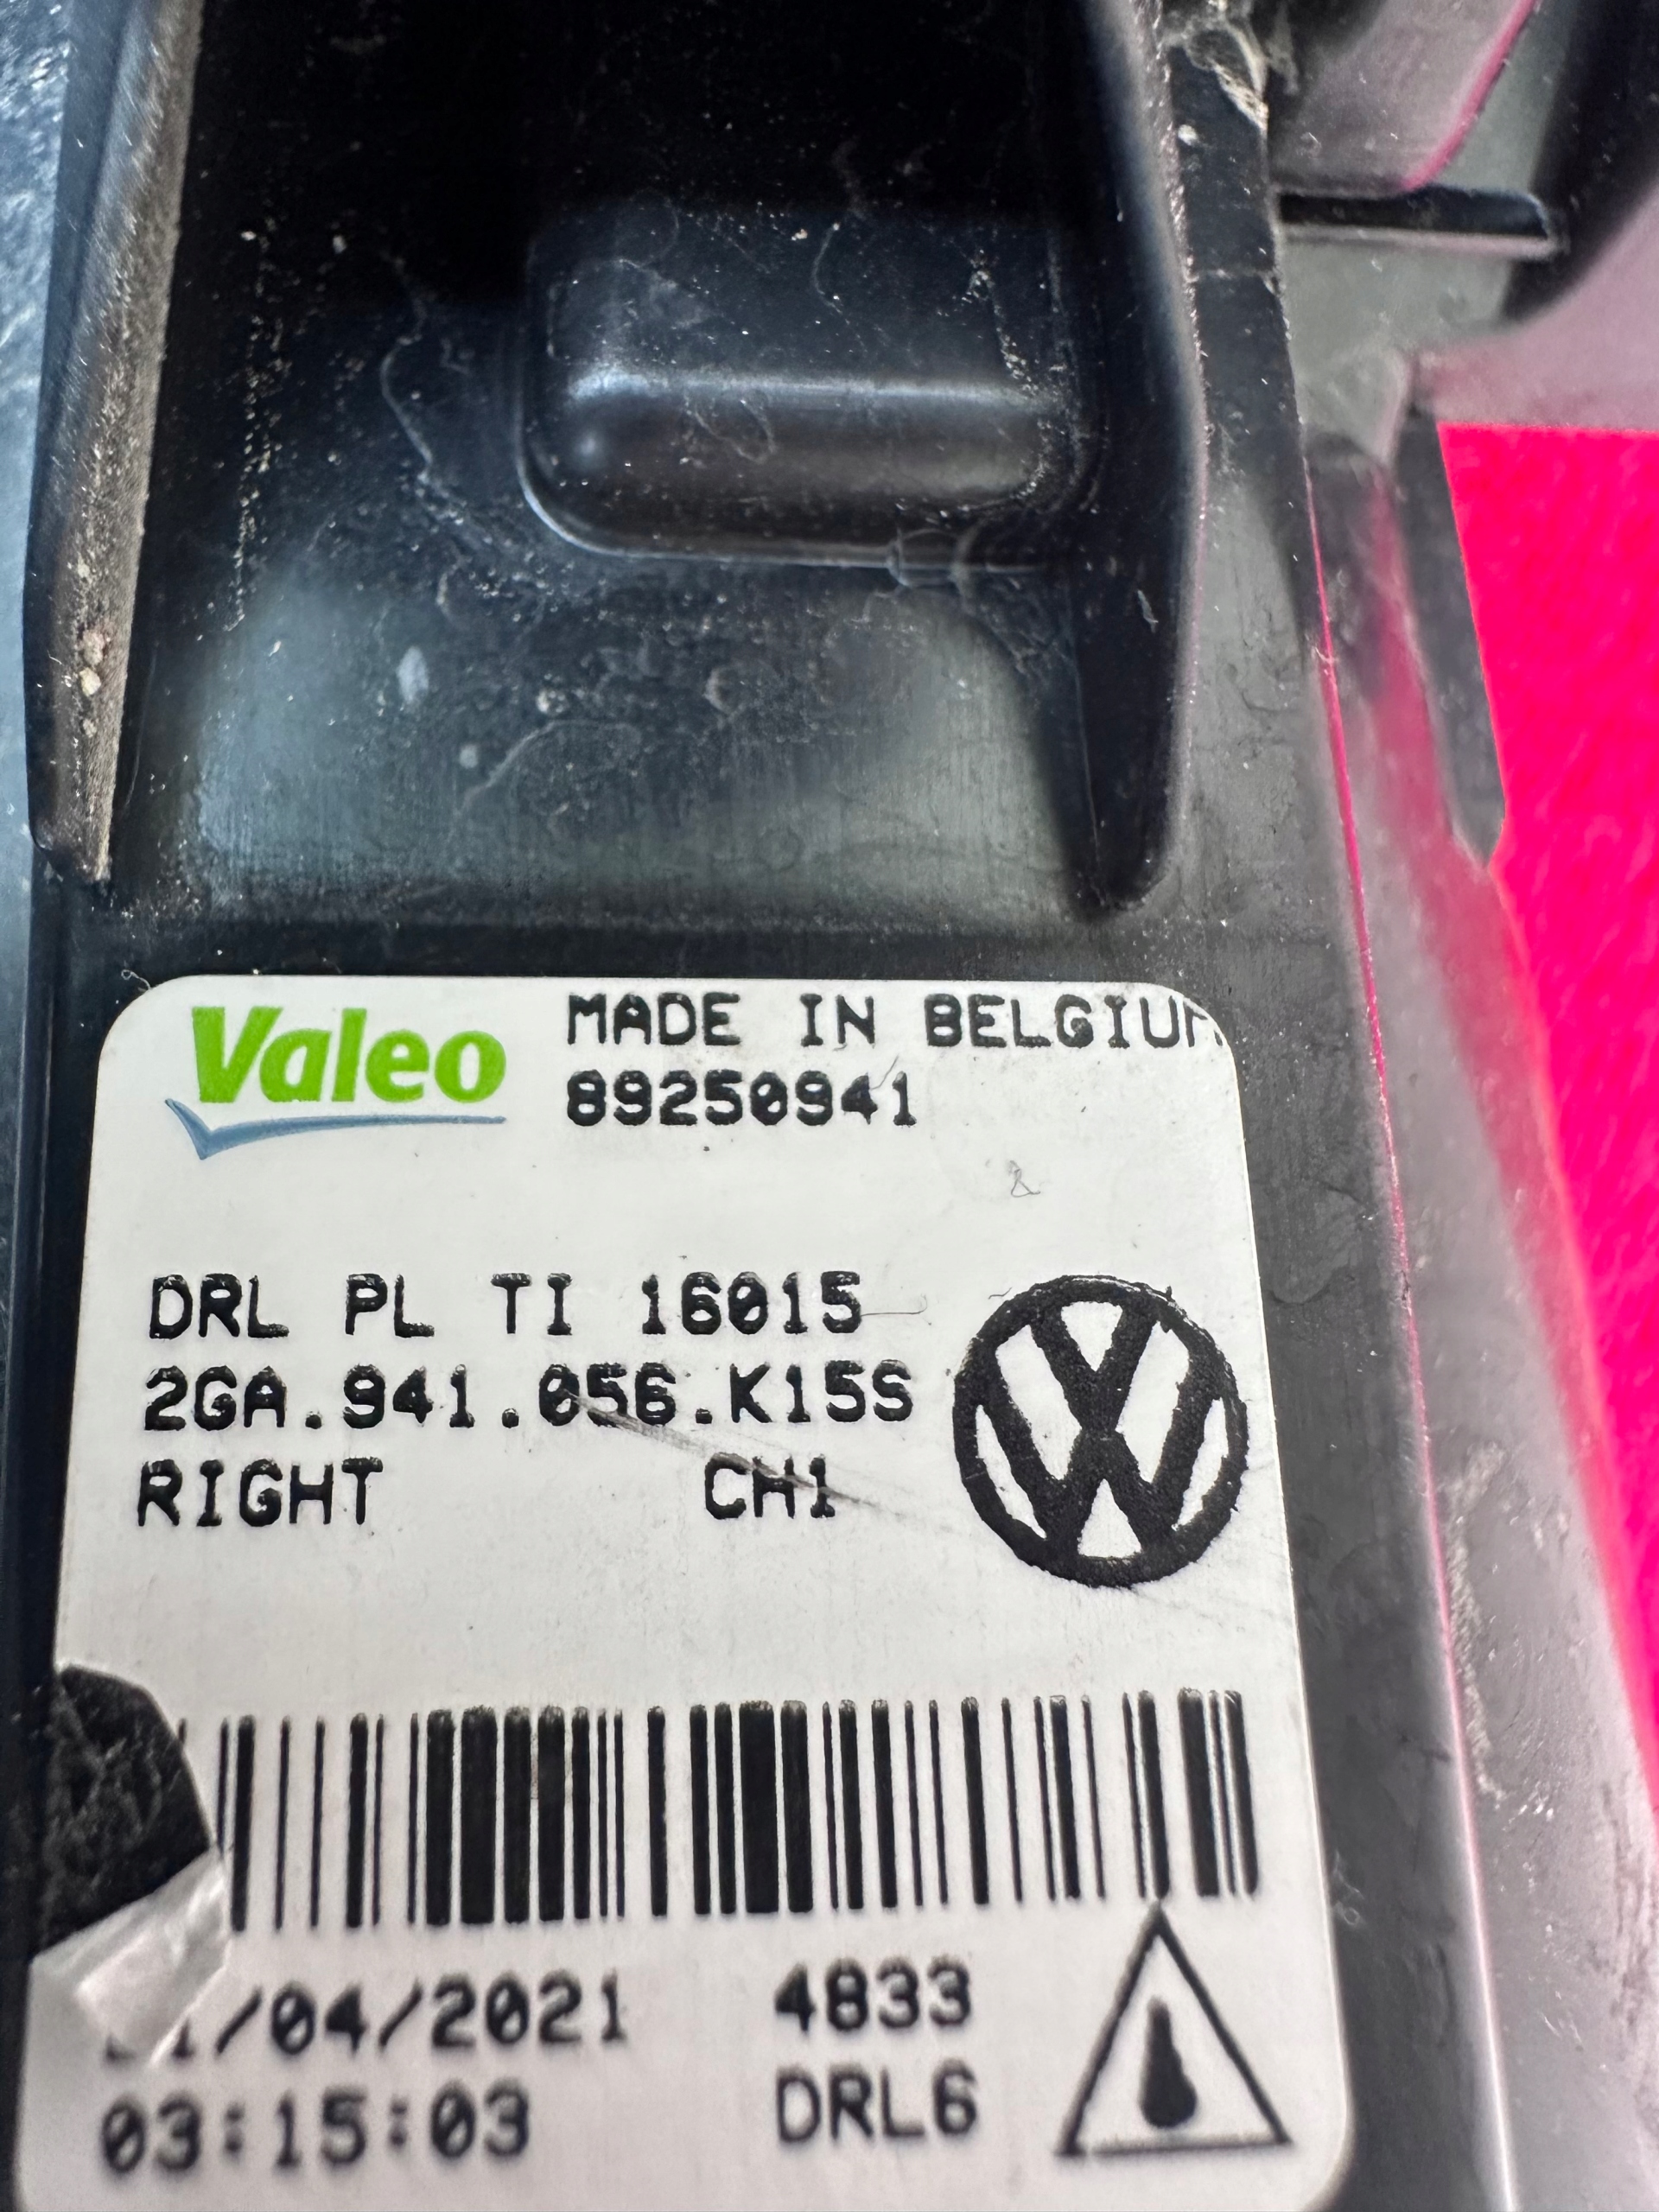 Valeo
MADE IN BELGIUM
89250941
DRL PL TI 16015
2GA.941.056.K15S
RIGHT CH1
/04/2021 4833
03:15:03 DRL6